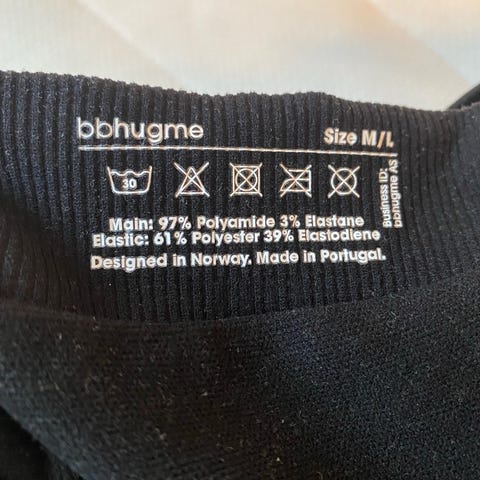 bbhugme
Size M/L
30
Main: 97% Polyamide 3% Elastane
Elastic: 61% Polyester 39% Elastodiene
Designed in Norway. Made in Portugal.
Business ID:
bbhugme AS